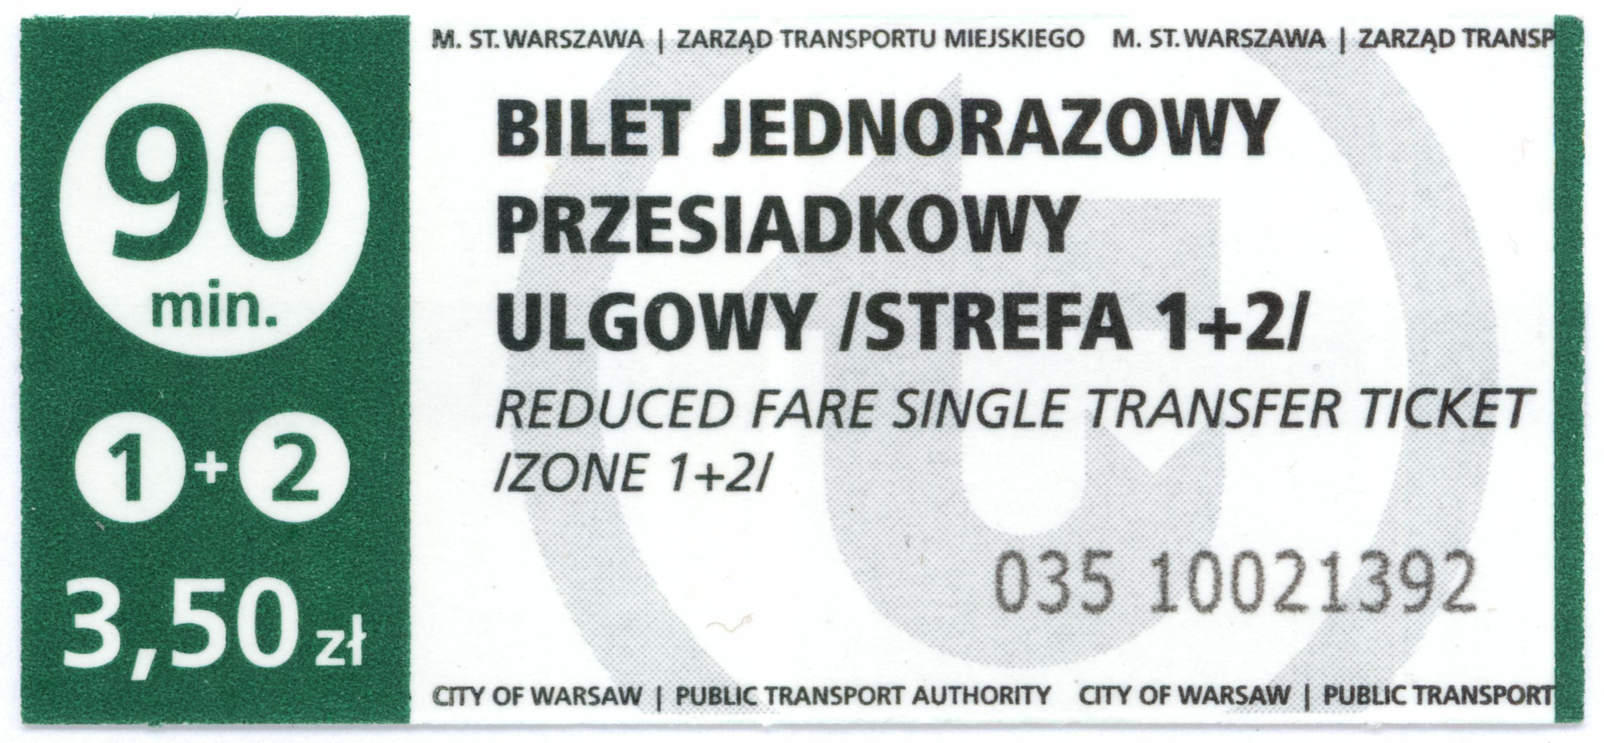 M. ST. WARSZAWA | ZARZĄD TRANSPORTU MIEJSKIEGO M. ST. WARSZAWA | ZARZĄD TRANSP
90
min.
1 + 2
3,50 zł
BILET JEDNORAZOWY
PRZESIADKOWY
ULGOWY /STREFA 1+2/
REDUCED FARE SINGLE TRANSFER TICKET
/ZONE 1+2/
035 10021392
CITY OF WARSAW | PUBLIC TRANSPORT AUTHORITY CITY OF WARSAW | PUBLIC TRANSPORT